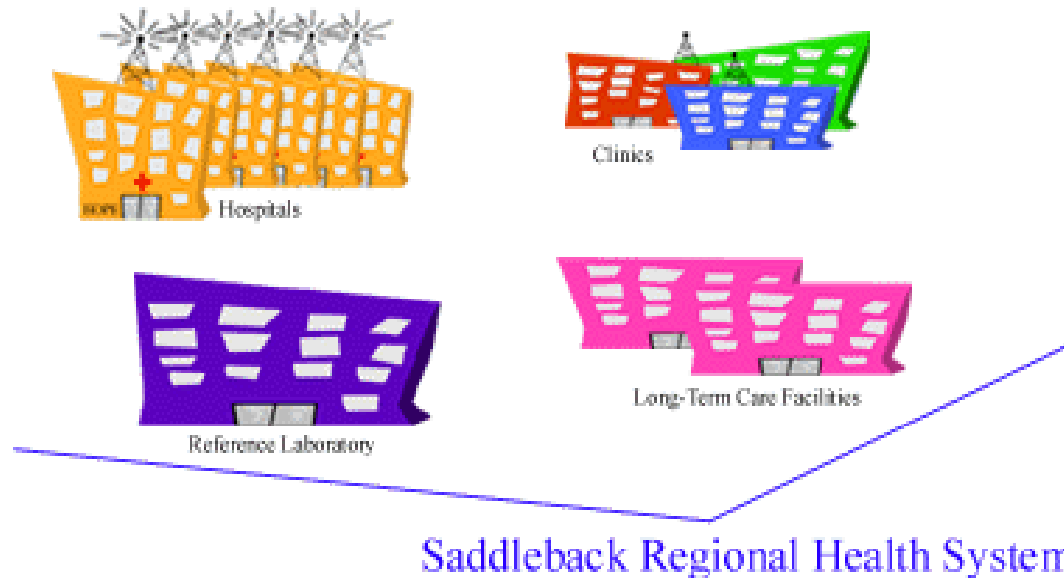 Clinics
Hospitals
Long-Term Care Facilities
Reference Laboratory
Saddleback Regional Health System